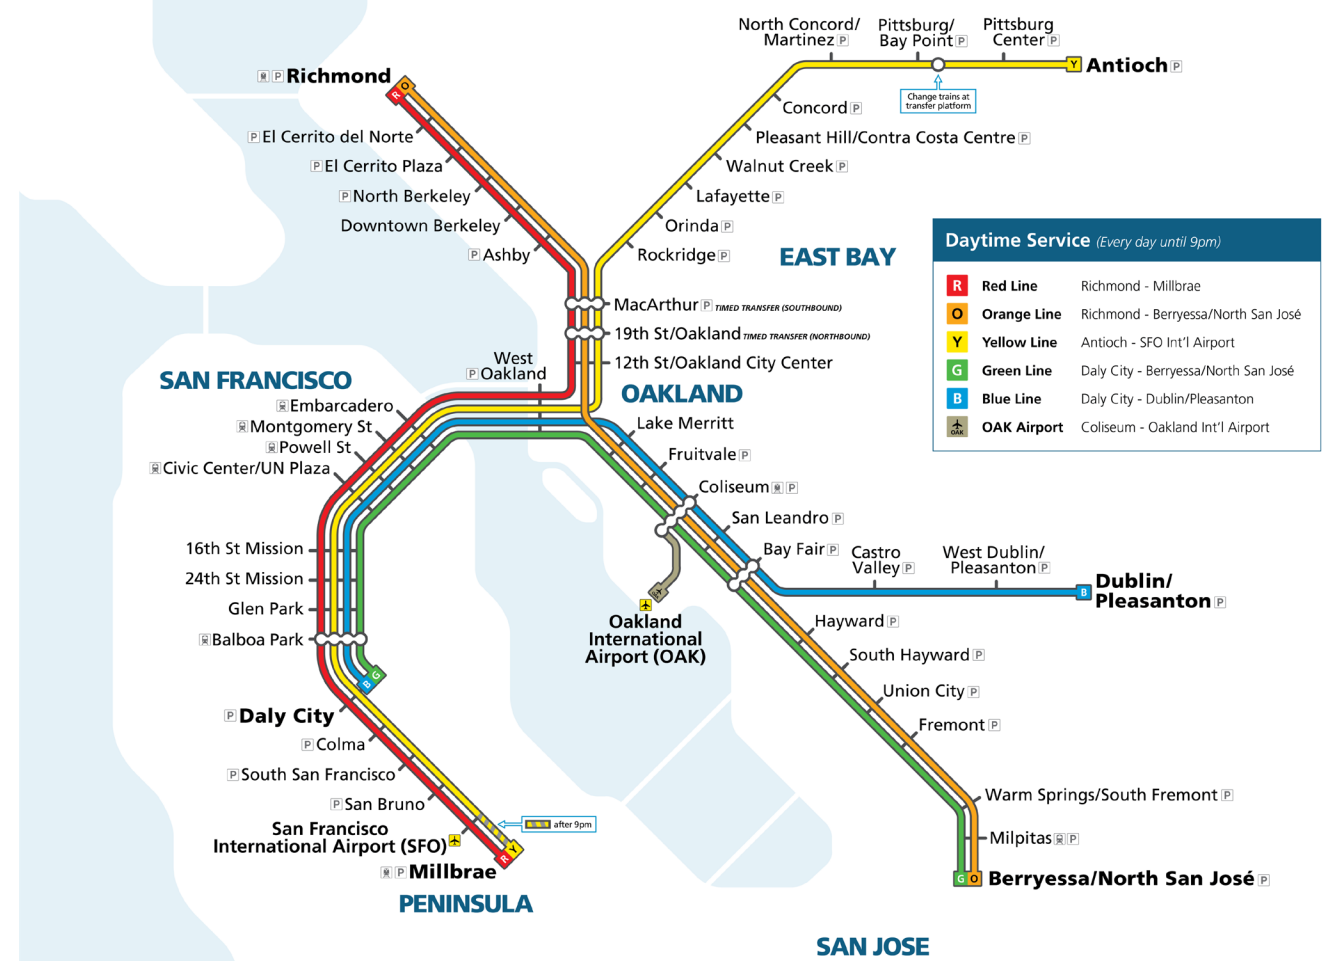 North Concord/
Martinez P
Pittsburg/
Bay Point P
Pittsburg
Center P
Y
Antioch P
Change trains at
transfer platform
P Richmond
R
O
Concord P
P El Cerrito del Norte
Pleasant Hill/Contra Costa Centre P
P El Cerrito Plaza
Walnut Creek P
P North Berkeley
Lafayette P
Downtown Berkeley
Orinda P
P Ashby
Rockridge P
EAST BAY
Daytime Service (Every day until 9pm)
R Red Line Richmond - Millbrae
O Orange Line Richmond - Berryessa/North San José
Y Yellow Line Antioch - SFO Int'l Airport
G Green Line Daly City - Berryessa/North San José
B Blue Line Daly City - Dublin/Pleasanton
OAK OAK Airport Coliseum - Oakland Int'l Airport
MacArthur P TIMED TRANSFER (SOUTHBOUND)
19th St/Oakland TIMED TRANSFER (NORTHBOUND)
12th St/Oakland City Center
West
P Oakland
SAN FRANCISCO
OAKLAND
Embarcadero
Montgomery St
Powell St
Civic Center/UN Plaza
Lake Merritt
Fruitvale P
Coliseum P
San Leandro P
Bay Fair P
Castro
Valley P
West Dublin/
Pleasanton P
B
Dublin/
Pleasanton P
16th St Mission
24th St Mission
Glen Park
Balboa Park
G
B
Oakland
International
Airport (OAK)
Hayward P
South Hayward P
Union City P
Fremont P
P Daly City
P Colma
P South San Francisco
P San Bruno
after 9pm
San Francisco
International Airport (SFO)
Y
R
P Millbrae
PENINSULA
Warm Springs/South Fremont P
Milpitas P
G
O
Berryessa/North San José P
SAN JOSE